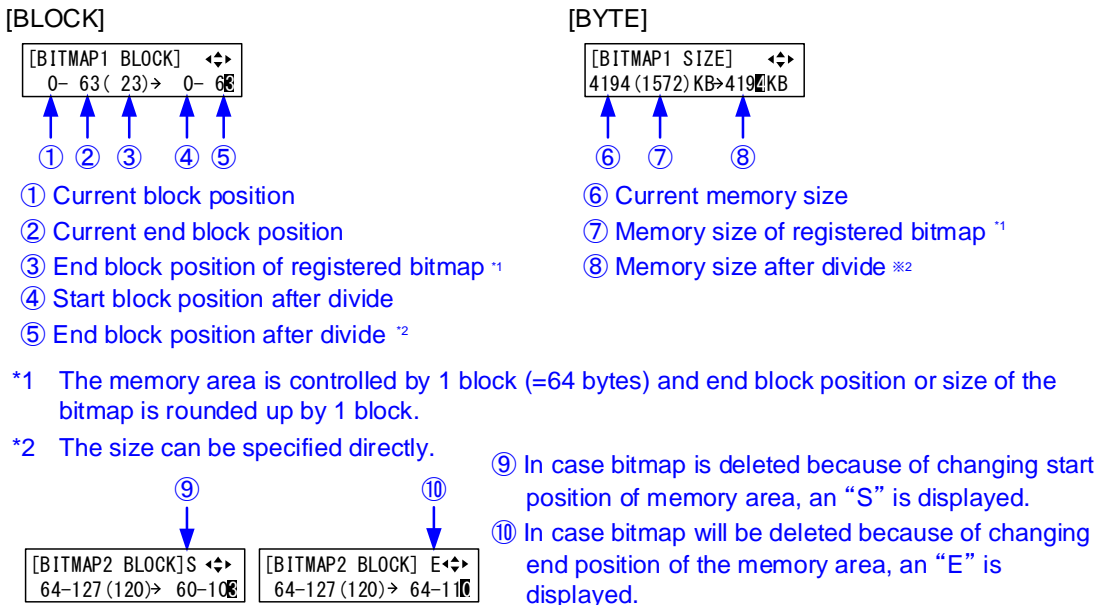 [BLOCK]
[BITMAP1 BLOCK]
0- 63( 23)→ 0- 63
① ② ③ ④ ⑤
① Current block position
② Current end block position
③ End block position of registered bitmap *1
④ Start block position after divide
⑤ End block position after divide *2
[BYTE]
[BITMAP1 SIZE]
4194(1572)KB→4194KB
⑥ ⑦ ⑧
⑥ Current memory size
⑦ Memory size of registered bitmap *1
⑧ Memory size after divide ※2
*1 The memory area is controlled by 1 block (=64 bytes) and end block position or size of the
bitmap is rounded up by 1 block.
*2 The size can be specified directly.
⑨ ⑩
[BITMAP2 BLOCK]S
64-127(120)→ 60-103
[BITMAP2 BLOCK] E
64-127(120)→ 64-110
⑨ In case bitmap is deleted because of changing start
position of memory area, an “S” is displayed.
⑩ In case bitmap will be deleted because of changing
end position of the memory area, an “E” is
displayed.